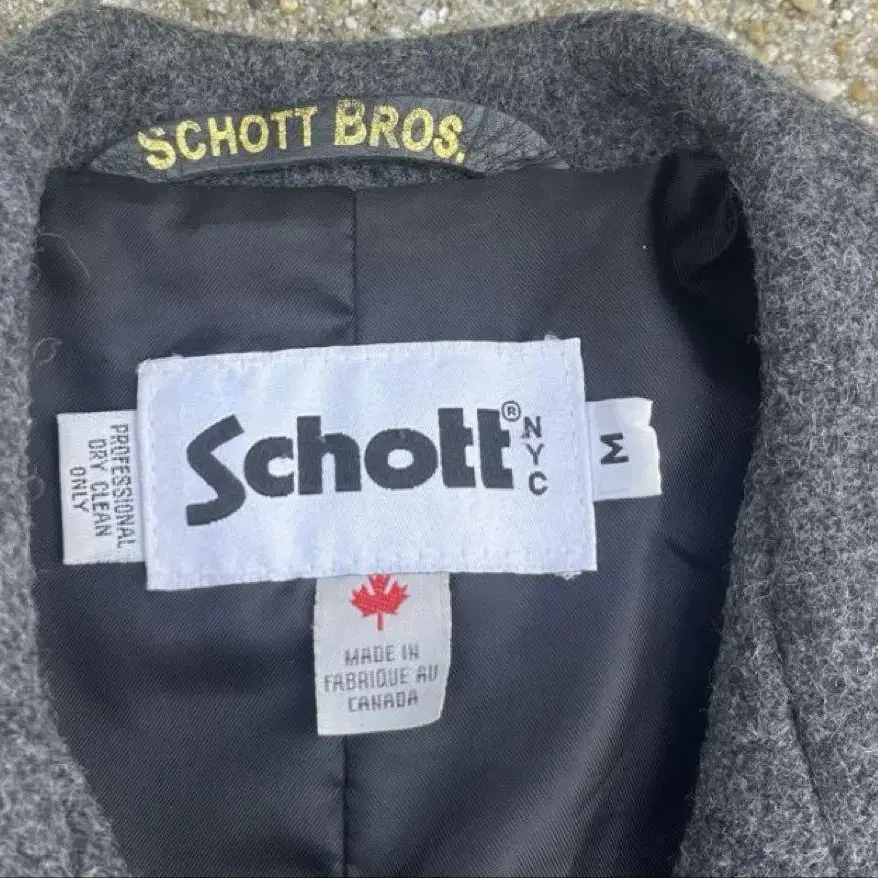 SCHOTT BROS.
Schott®
NYC
PROFESSIONAL
DRY CLEAN
ONLY
M
MADE IN
FABRIQUE AU
CANADA